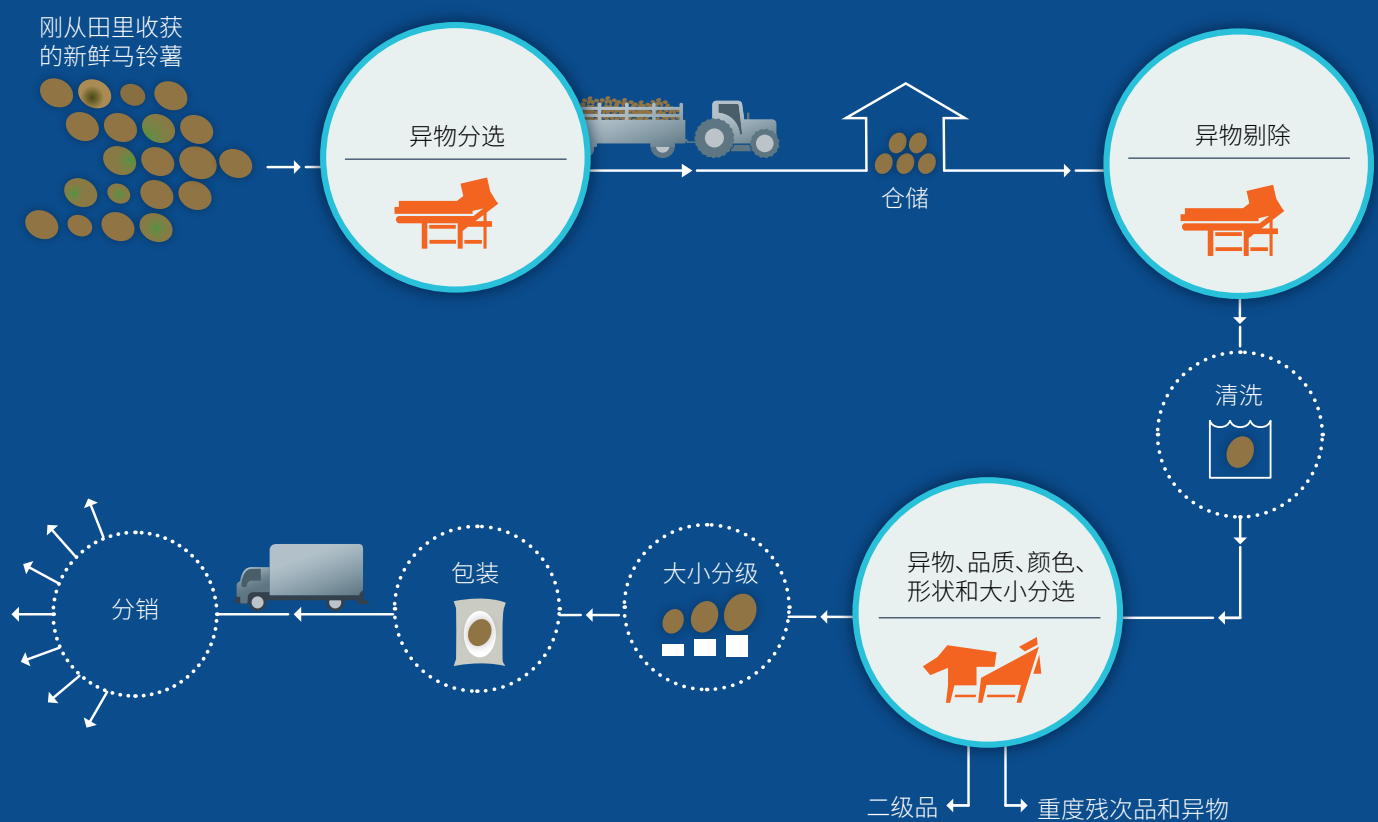 刚从田里收获
的新鲜马铃薯
异物分选
仓储
异物剔除
清洗
异物、品质、颜色、
形状和大小分选
大小分级
包装
分销
二级品
重度残次品和异物